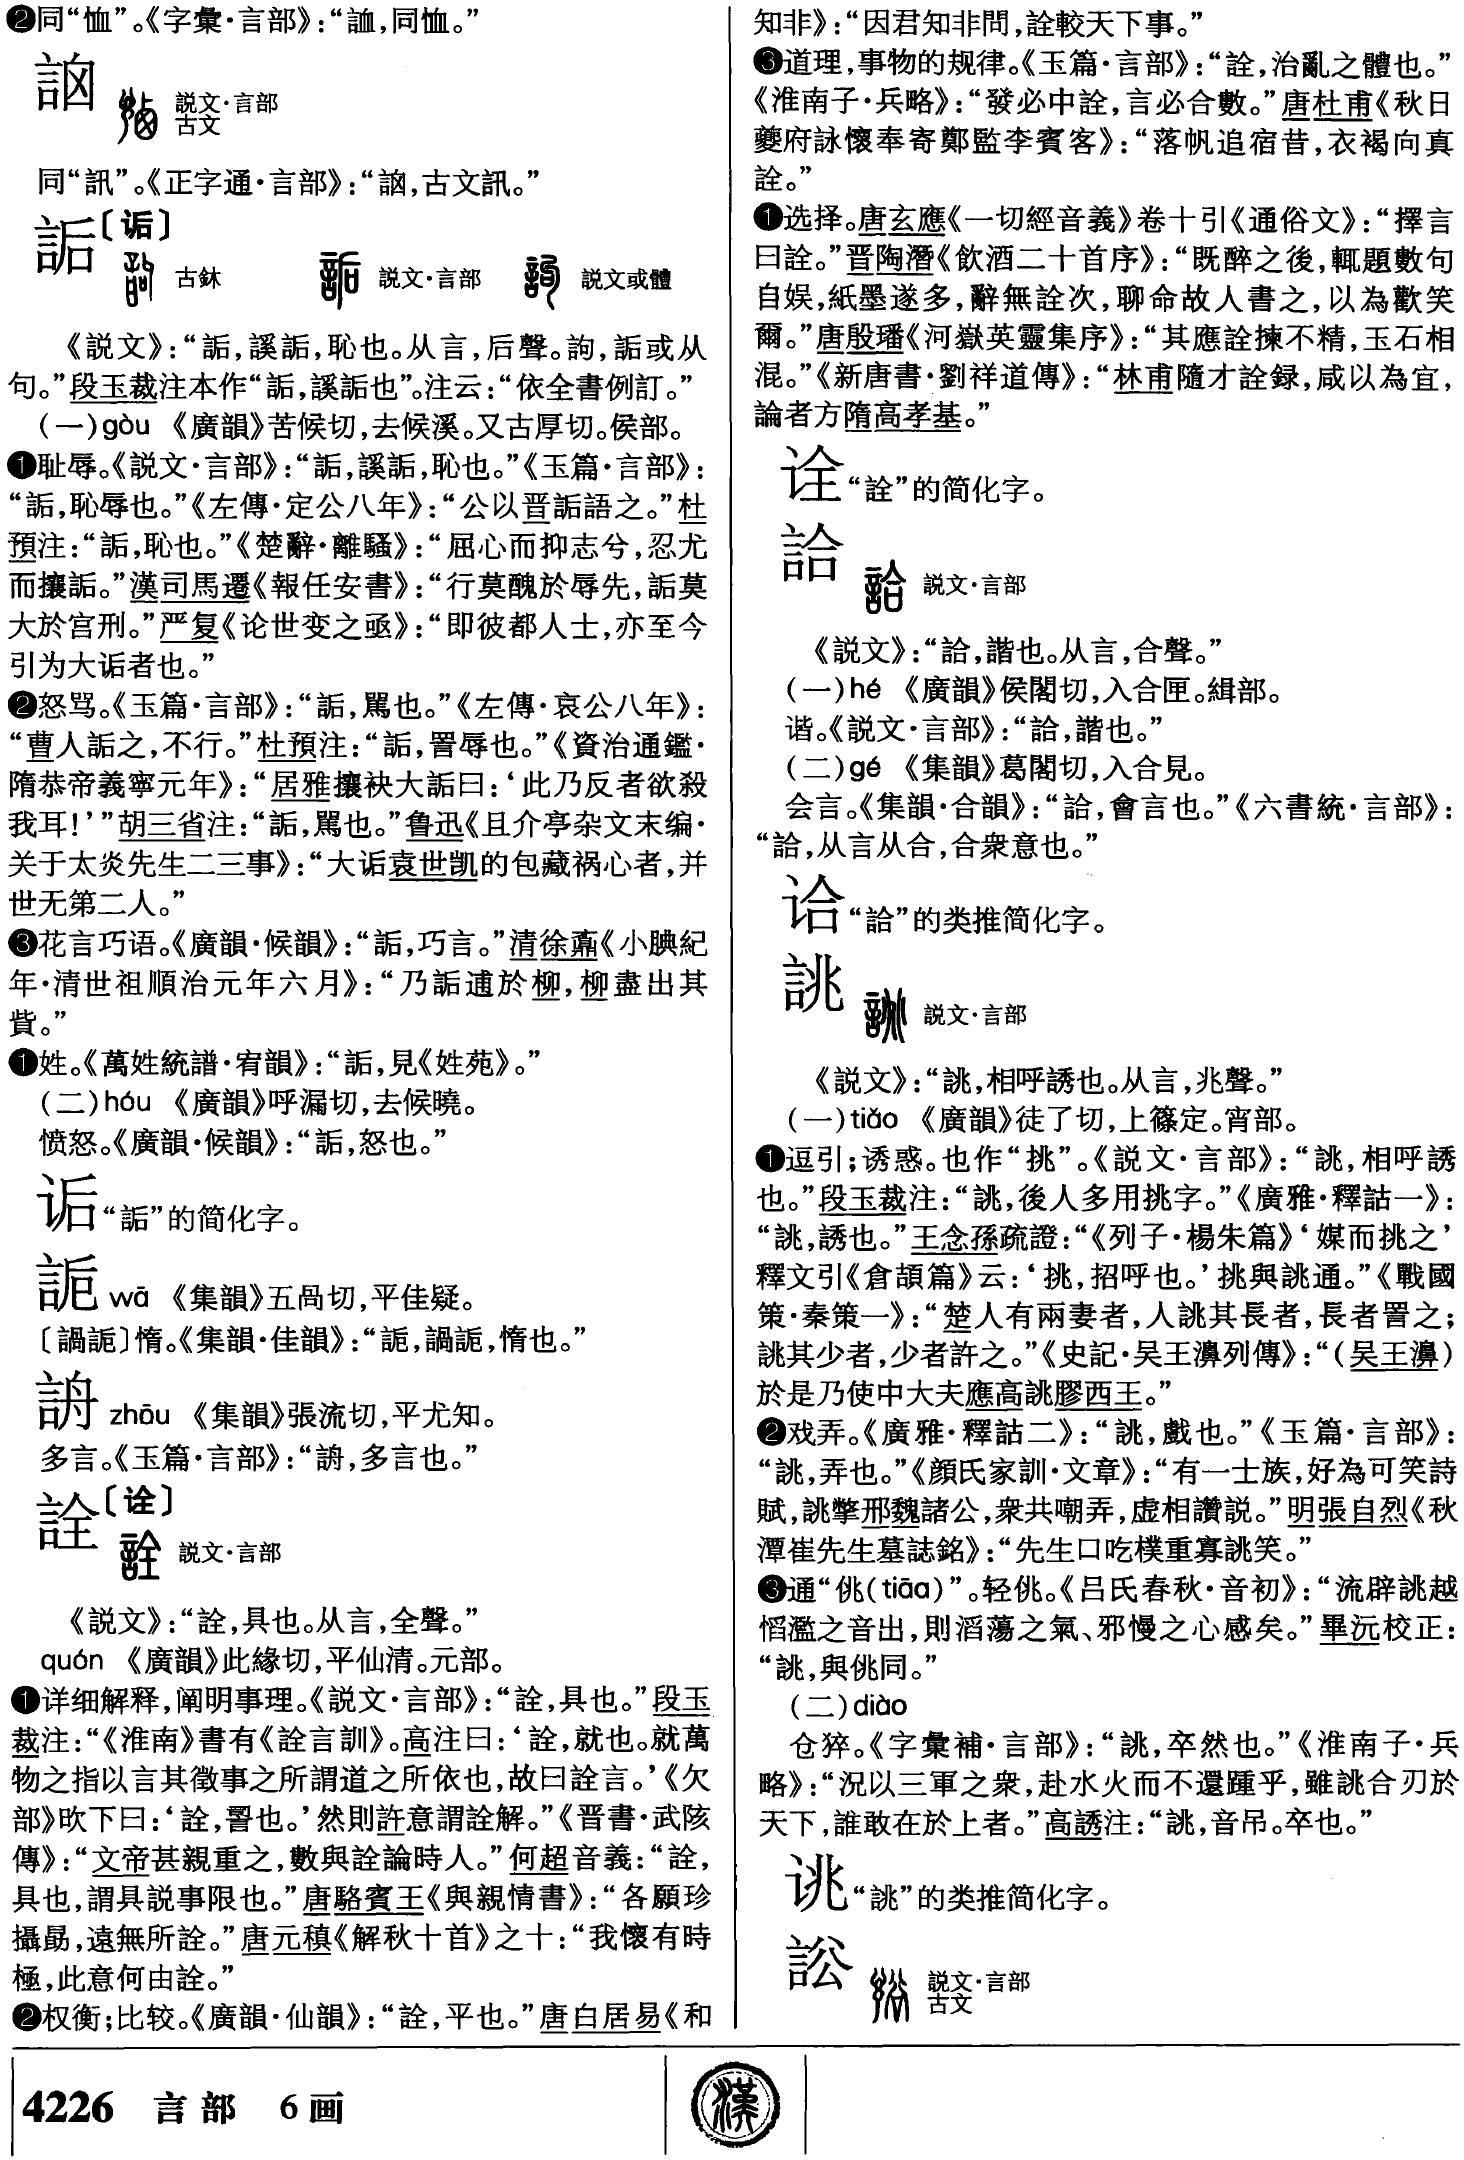 ❷同“恤”。《字彙·言部》：“䛔，同恤。”
𧥺
説文·言部
古文
同“訊”。《正字通·言部》：“𧥺，古文訊。”
詬〔诟〕
古鉥 説文·言部 説文或體
《説文》：“詬，謑詬，恥也。从言，后聲。訽，詬或从
句。”段玉裁注本作“詬，謑詬也”。注云：“依全書例訂。”
（一）gòu 《廣韻》苦候切，去候溪。又古厚切。侯部。
❶耻辱。《説文·言部》：“詬，謑詬，恥也。”《玉篇·言部》：
“詬，恥辱也。”《左傳·定公八年》：“公以晋詬語之。”杜
預注：“詬，恥也。”《楚辭·離騷》：“屈心而抑志兮，忍尤
而攘詬。”漢司馬遷《報任安書》：“行莫醜於辱先，詬莫
大於宫刑。”严复《论世变之亟》：“即彼都人士，亦至今
引为大诟者也。”
❷怒骂。《玉篇·言部》：“詬，駡也。”《左傳·哀公八年》：
“曹人詬之，不行。”杜預注：“詬，詈辱也。”《資治通鑑·
隋恭帝義寧元年》：“居雅攘袂大詬曰：‘此乃反者欲殺
我耳！’”胡三省注：“詬，駡也。”鲁迅《且介亭杂文末编·
关于太炎先生二三事》：“大诟袁世凯的包藏祸心者，并
世无第二人。”
❸花言巧语。《廣韻·候韻》：“詬，巧言。”清徐鼒《小腆紀
年·清世祖順治元年六月》：“乃詬逋於柳，柳盡出其
貲。”
❶姓。《萬姓統譜·宥韻》：“詬，見《姓苑》。”
（二）hóu 《廣韻》呼漏切，去候曉。
愤怒。《廣韻·候韻》：“詬，怒也。”
诟“詬”的简化字。
䛩 wā 《集韻》五咼切，平佳疑。
〔譌䛩〕惰。《集韻·佳韻》：“䛩，譌䛩，惰也。”
䛆 zhōu 《集韻》張流切，平尤知。
多言。《玉篇·言部》：“䛆，多言也。”
詮〔诠〕
説文·言部
《説文》：“詮，具也。从言，全聲。”
quán 《廣韻》此緣切，平仙清。元部。
❶详细解释，阐明事理。《説文·言部》：“詮，具也。”段玉
裁注：“《淮南》書有《詮言訓》。高注曰：‘詮，就也。就萬
物之指以言其徵事之所謂道之所依也，故曰詮言。’《欠
部》㰦下曰：‘詮，䛑也。’然則許意謂詮解。”《晋書·武陔
傳》：“文帝甚親重之，數與詮論時人。”何超音義：“詮，
具也，謂具説事限也。”唐駱賓王《與親情書》：“各願珍
攝勗，遠無所詮。”唐元稹《解秋十首》之十：“我懷有時
極，此意何由詮。”
❷权衡；比较。《廣韻·仙韻》：“詮，平也。”唐白居易《和
知非》：“因君知非問，詮較天下事。”
❸道理，事物的规律。《玉篇·言部》：“詮，治亂之體也。”
《淮南子·兵略》：“發必中詮，言必合數。”唐杜甫《秋日
夔府詠懷奉寄鄭監李賓客》：“落帆追宿昔，衣褐向真
詮。”
❶选择。唐玄應《一切經音義》卷十引《通俗文》：“擇言
曰詮。”晋陶潛《飲酒二十首序》：“既醉之後，輒題數句
自娱，紙墨遂多，辭無詮次，聊命故人書之，以為歡笑
爾。”唐殷璠《河嶽英靈集序》：“其應詮揀不精，玉石相
混。”《新唐書·劉祥道傳》：“林甫隨才詮録，咸以為宜，
論者方隋高孝基。”
诠“詮”的简化字。
詥
説文·言部
《説文》：“詥，諧也。从言，合聲。”
（一）hé 《廣韻》侯閤切，入合匣。緝部。
谐。《説文·言部》：“詥，諧也。”
（二）gé 《集韻》葛閤切，入合見。
会言。《集韻·合韻》：“詥，會言也。”《六書統·言部》：
“詥，从言从合，合衆意也。”
𫍡“詥”的类推简化字。
誂
説文·言部
《説文》：“誂，相呼誘也。从言，兆聲。”
（一）tiǎo 《廣韻》徒了切，上篠定。宵部。
❶逗引；诱惑。也作“挑”。《説文·言部》：“誂，相呼誘
也。”段玉裁注：“誂，後人多用挑字。”《廣雅·釋詁一》：
“誂，誘也。”王念孫疏證：“《列子·楊朱篇》‘媒而挑之’
釋文引《倉頡篇》云：‘挑，招呼也。’挑與誂通。”《戰國
策·秦策一》：“楚人有兩妻者，人誂其長者，長者詈之；
誂其少者，少者許之。”《史記·吴王濞列傳》：“（吴王濞）
於是乃使中大夫應高誂膠西王。”
❷戏弄。《廣雅·釋詁二》：“誂，戲也。”《玉篇·言部》：
“誂，弄也。”《顔氏家訓·文章》：“有一士族，好為可笑詩
賦，誂擎邢魏諸公，衆共嘲弄，虚相讚説。”明張自烈《秋
潭崔先生墓誌銘》：“先生口吃樸重寡誂笑。”
❸通“佻（tiāa）”。轻佻。《吕氏春秋·音初》：“流辟誂越
慆濫之音出，則滔蕩之氣、邪慢之心感矣。”畢沅校正：
“誂，與佻同。”
（二）diào
仓猝。《字彙補·言部》：“誂，卒然也。”《淮南子·兵
略》：“況以三軍之衆，赴水火而不還踵乎，雖誂合刃於
天下，誰敢在於上者。”高誘注：“誂，音吊。卒也。”
𫍥“誂”的类推简化字。
㕬
説文·言部
古文
4226 言部 6画
漢